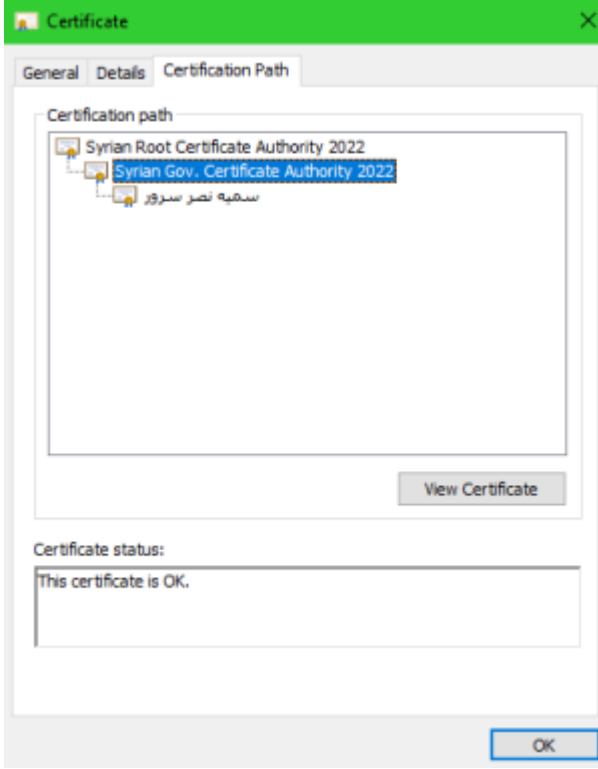 Certificate
General Details Certification Path
Certification path
Syrian Root Certificate Authority 2022
Syrian Gov. Certificate Authority 2022
سميه نصر سرور
View Certificate
Certificate status:
This certificate is OK.
OK